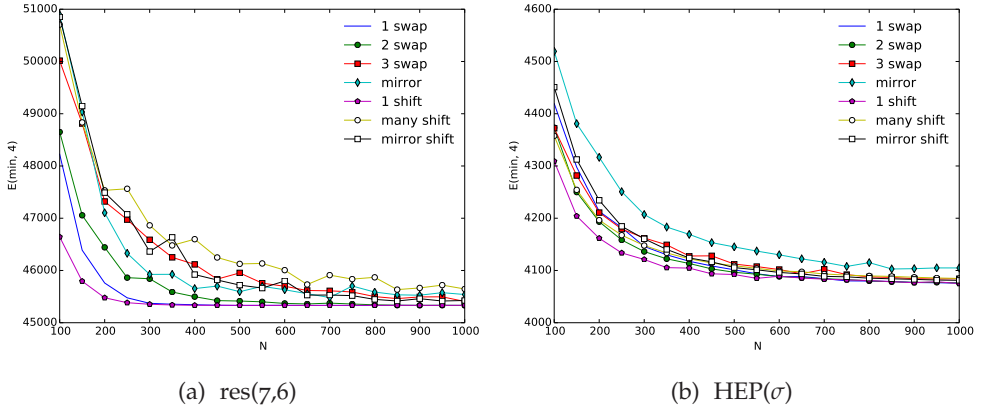 51000
50000
49000
48000
47000
46000
45000
E(min, 4)
100 200 300 400 500 600 700 800 900 1000
N
1 swap
2 swap
3 swap
mirror
1 shift
many shift
mirror shift
(a) res(7,6)
4600
4500
4400
4300
4200
4100
4000
E(min, 4)
100 200 300 400 500 600 700 800 900 1000
N
1 swap
2 swap
3 swap
mirror
1 shift
many shift
mirror shift
(b) HEP(σ)